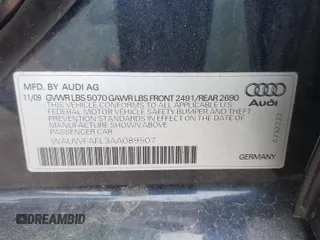 MFD. BY AUDI AG
11/09 GVWR LBS 5070 GAWR LBS FRONT 2491/REAR 2690
THIS VEHICLE CONFORMS TO ALL APPLICABLE FEDERAL
MOTOR VEHICLE SAFETY, BUMPER, AND THEFT
PREVENTION STANDARDS IN EFFECT ON THE DATE OF
MANUFACTURE SHOWN ABOVE.
PASSENGER CAR
WAUWFAFL3AA089507
Audi
GERMANY
DREAMBID